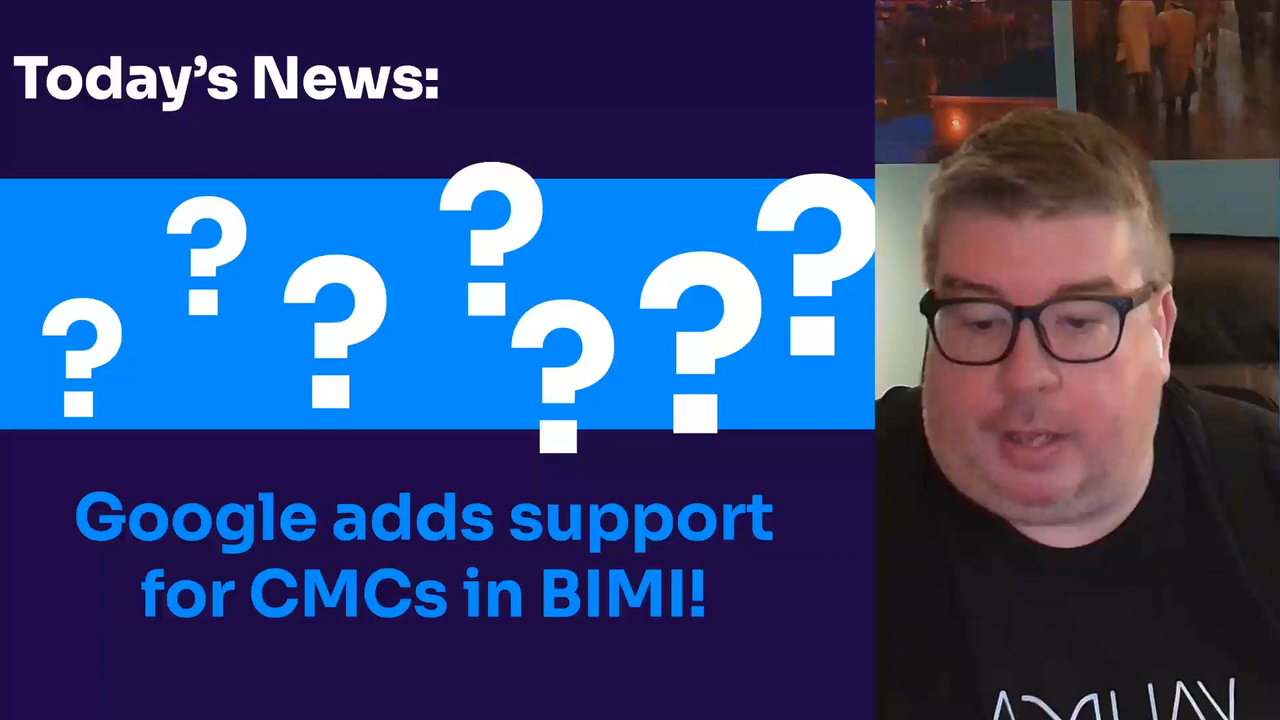 Today's News:
? ? ? ? ? ? ?
Google adds support
for CMCs in BIMI!